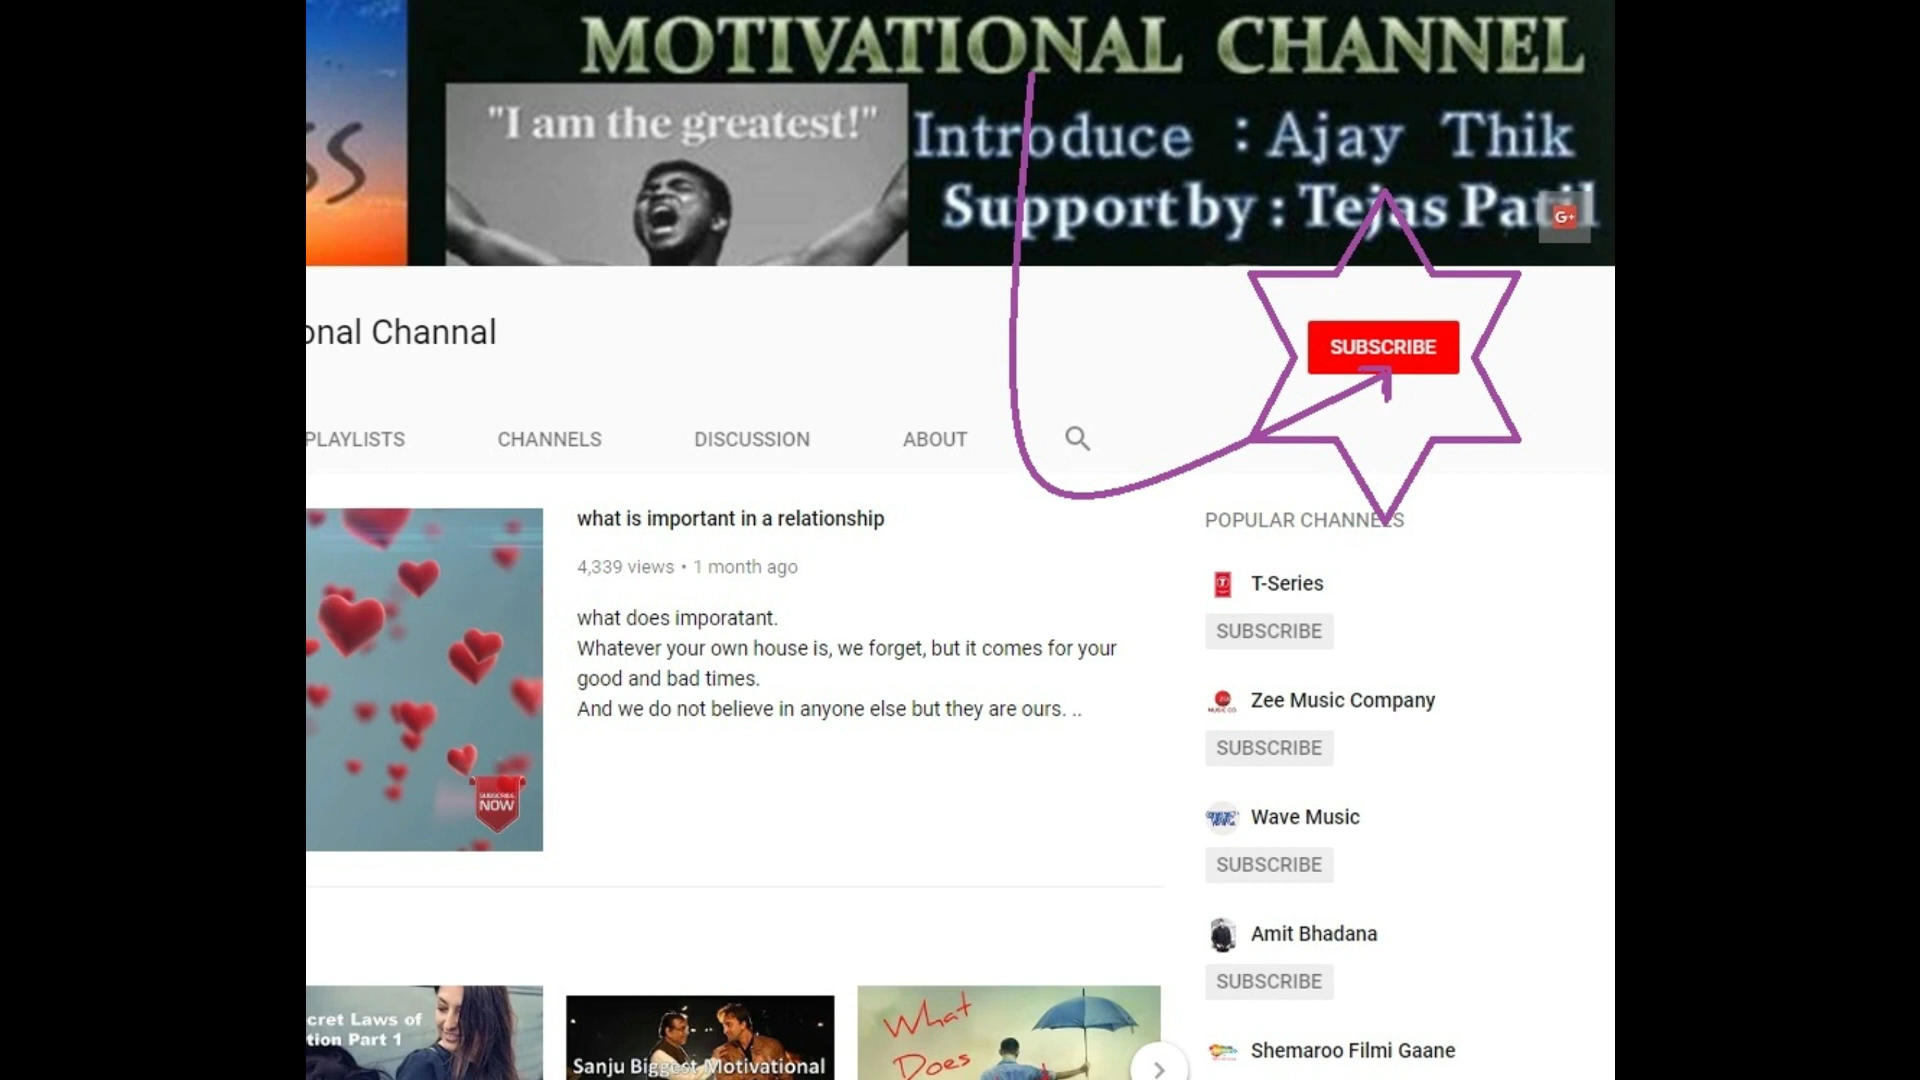 MOTIVATIONAL CHANNEL
"I am the greatest!"
Introduce : Ajay Thik
Support by : Tejas Patil
G+
ss
onal Channal
SUBSCRIBE
PLAYLISTS CHANNELS DISCUSSION ABOUT
what is important in a relationship
4,339 views • 1 month ago
what does imporatant.
Whatever your own house is, we forget, but it comes for your
good and bad times.
And we do not believe in anyone else but they are ours. ..
SUBSCRIBE
NOW
POPULAR CHANNELS
T-Series
SUBSCRIBE
Zee Music Company
SUBSCRIBE
Wave Music
SUBSCRIBE
Amit Bhadana
SUBSCRIBE
Shemaroo Filmi Gaane
cret Laws of
tion Part 1
Sanju Biggest Motivational
What
Does